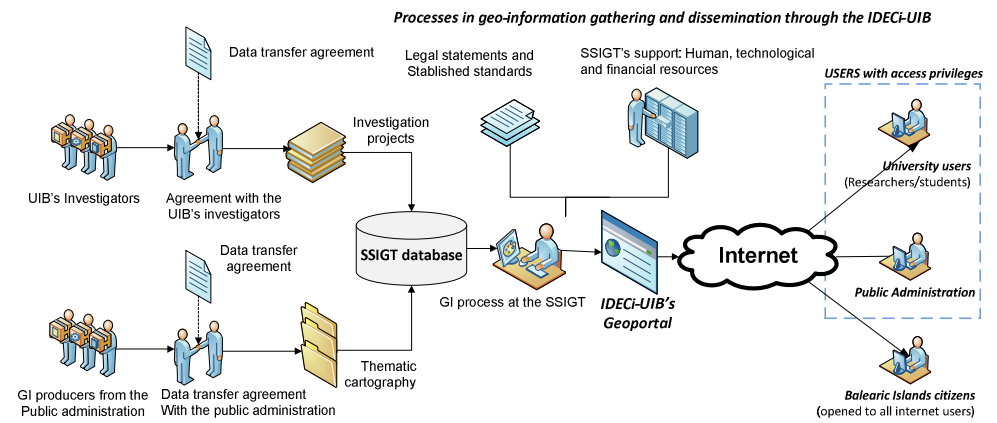 Processes in geo-information gathering and dissemination through the IDECi-UIB
Data transfer agreement
Legal statements and
Stablished standards
SSIGT's support: Human, technological
and financial resources
USERS with access privileges
Investigation
projects
UIB's Investigators
Agreement with the
UIB's investigators
University users
(Researchers/students)
Data transfer
agreement
SSIGT database
Internet
GI process at the SSIGT
IDECi-UIB's
Geoportal
Public Administration
Thematic
cartography
GI producers from the
Public administration
Data transfer agreement
With the public administration
Balearic Islands citizens
(opened to all internet users)